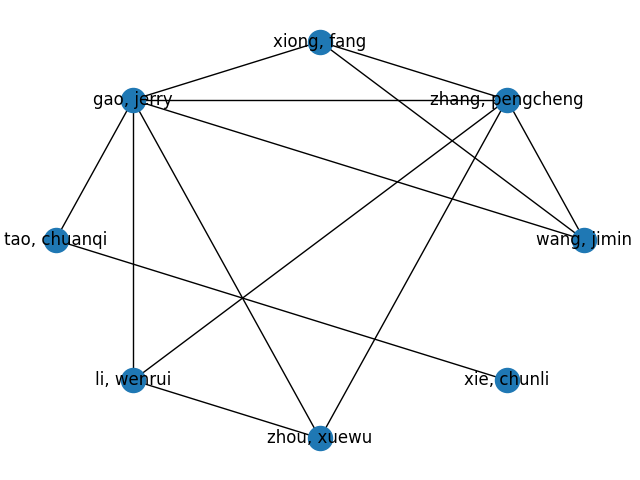 xiong, fang
gao, jerry
zhang, pengcheng
tao, chuanqi
wang, jimin
li, wenrui
xie, chunli
zhou, xuewu